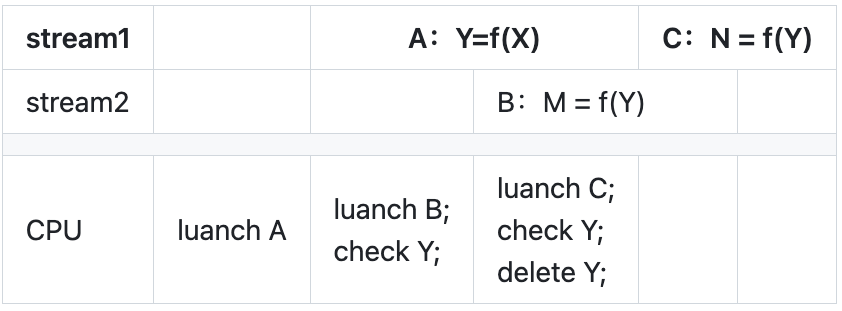 stream1 A：Y=f(X) C：N = f(Y)
stream2 B：M = f(Y)
CPU luanch A luanch B; luanch C;
check Y; check Y;
delete Y;